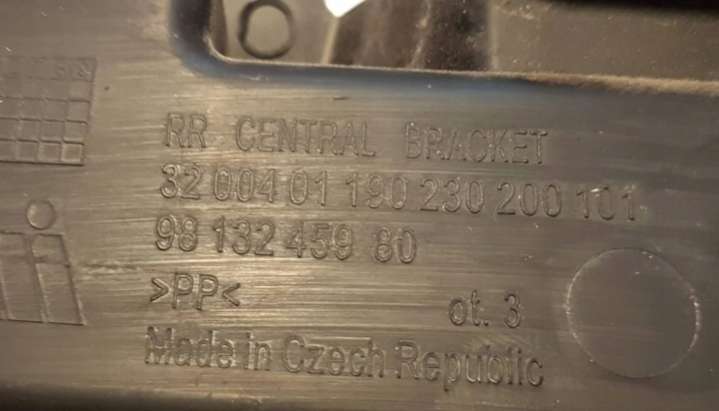 RR CENTRAL BRACKET
32 004 01 190 230 200 101
98 132 459 80
>PP<
ot. 3
Made in Czech Republic